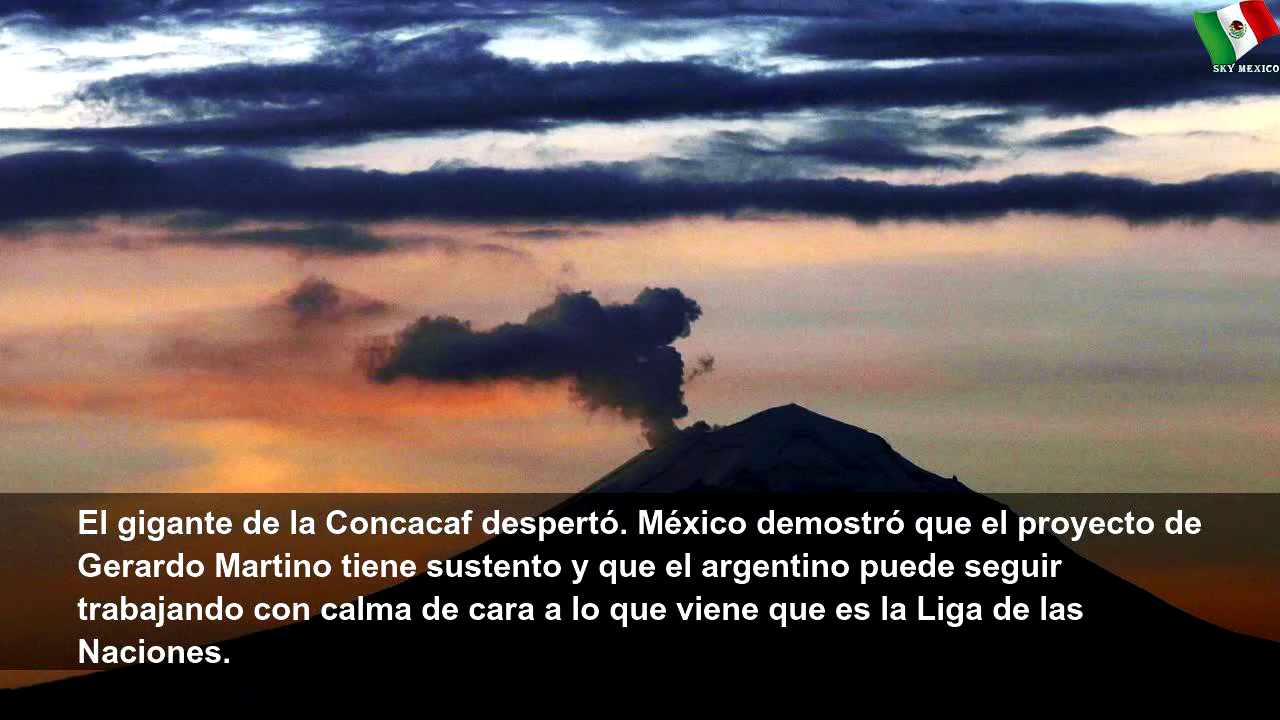 SKY MEXICO
El gigante de la Concacaf despertó. México demostró que el proyecto de
Gerardo Martino tiene sustento y que el argentino puede seguir
trabajando con calma de cara a lo que viene que es la Liga de las
Naciones.